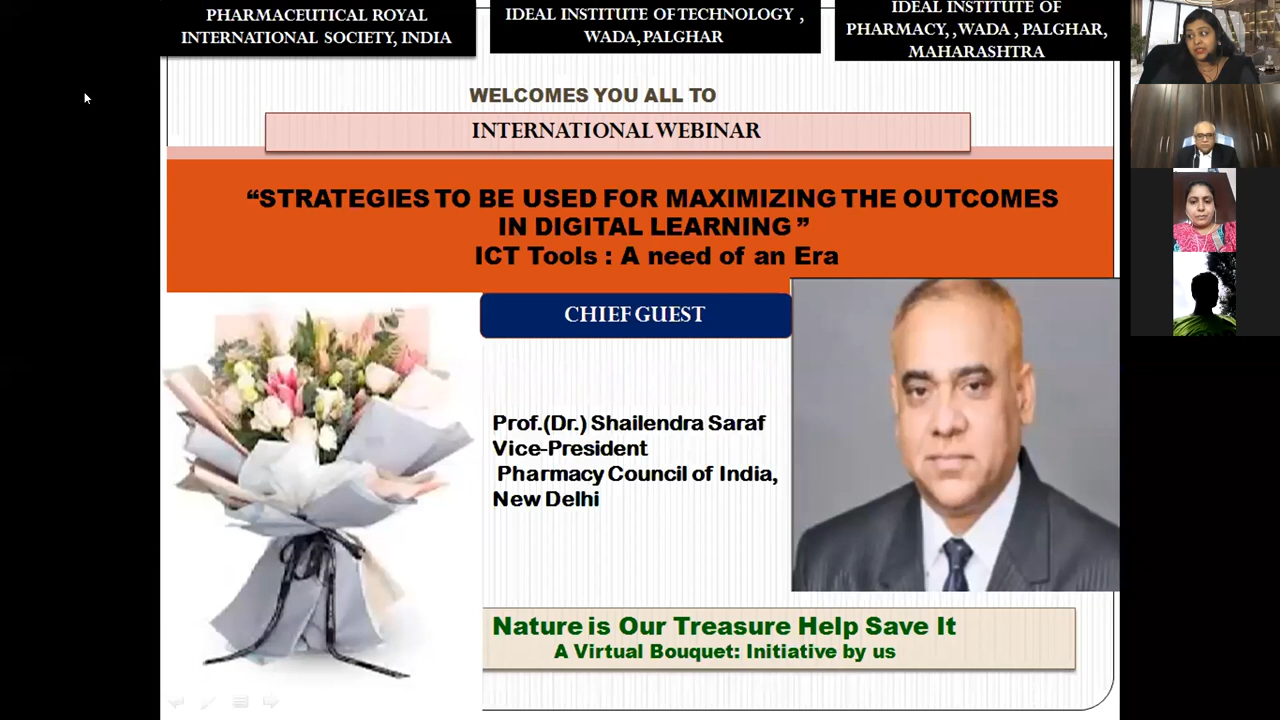 PHARMACEUTICAL ROYAL
INTERNATIONAL SOCIETY, INDIA
IDEAL INSTITUTE OF TECHNOLOGY ,
WADA,PALGHAR
IDEAL INSTITUTE OF
PHARMACY, ,WADA , PALGHAR,
MAHARASHTRA
WELCOMES YOU ALL TO
INTERNATIONAL WEBINAR
“STRATEGIES TO BE USED FOR MAXIMIZING THE OUTCOMES
IN DIGITAL LEARNING ”
ICT Tools : A need of an Era
CHIEF GUEST
Prof.(Dr.) Shailendra Saraf
Vice-President
Pharmacy Council of India,
New Delhi
Nature is Our Treasure Help Save It
A Virtual Bouquet: Initiative by us